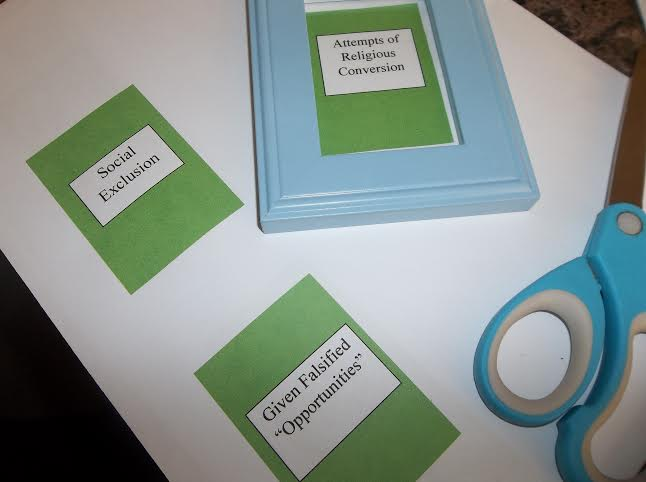 Attempts of
Religious
Conversion
Social
Exclusion
Given Falsified
“Opportunities”